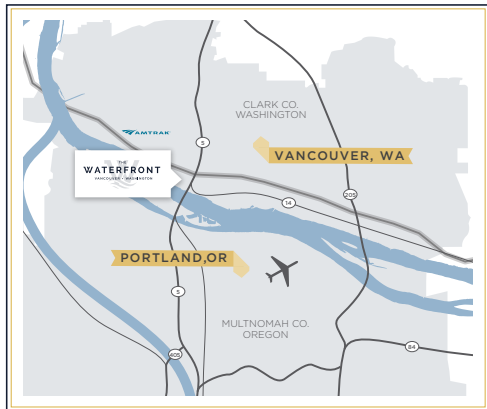 CLARK CO.
WASHINGTON
AMTRAK
5
VANCOUVER, WA
THE
WATERFRONT
VANCOUVER • WASHINGTON
205
14
PORTLAND,OR
5
MULTNOMAH CO.
OREGON
405
84